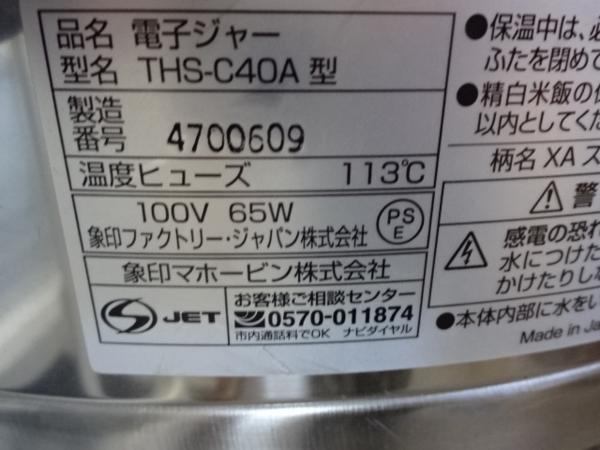 品名 電子ジャー
型名 THS-C40A 型
製造
番号 4700609
温度ヒューズ 113℃
100V 65W
象印ファクトリー・ジャパン株式会社
PS
E
象印マホービン株式会社
JET
お客様ご相談センター
0570-011874
市内通話料でOK ナビダイヤル
●保温中は、必
ふたを閉めて
●精白米飯の保
以内としてくだ
柄名 XA ス
警
感電の恐れ
水につけた
かけたりしな
●本体内部に水をい
Made in Ja